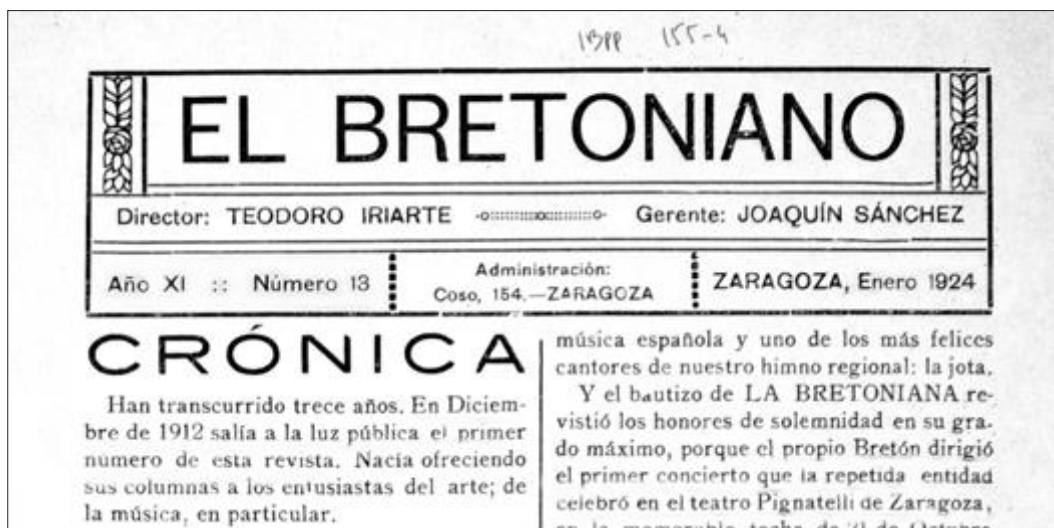 IBPP 155-4
EL BRETONIANO
Director: TEODORO IRIARTE
Gerente: JOAQUÍN SÁNCHEZ
Año XI :: Número 13
Administración:
Coso, 154.—ZARAGOZA
ZARAGOZA, Enero 1924
CRÓNICA
Han transcurrido trece años. En Diciem-
bre de 1912 salía a la luz pública el primer
numero de esta revista. Nacía ofreciendo
sus columnas a los entusiastas del arte; de
la música, en particular.
música española y uno de los más felices
cantores de nuestro himno regional: la jota.
Y el bautizo de LA BRETONIANA re-
vistió los honores de solemnidad en su gra-
do máximo, porque el propio Bretón dirigió
el primer concierto que la repetida entidad
celebró en el teatro Pignatelli de Zaragoza,
de Octubre